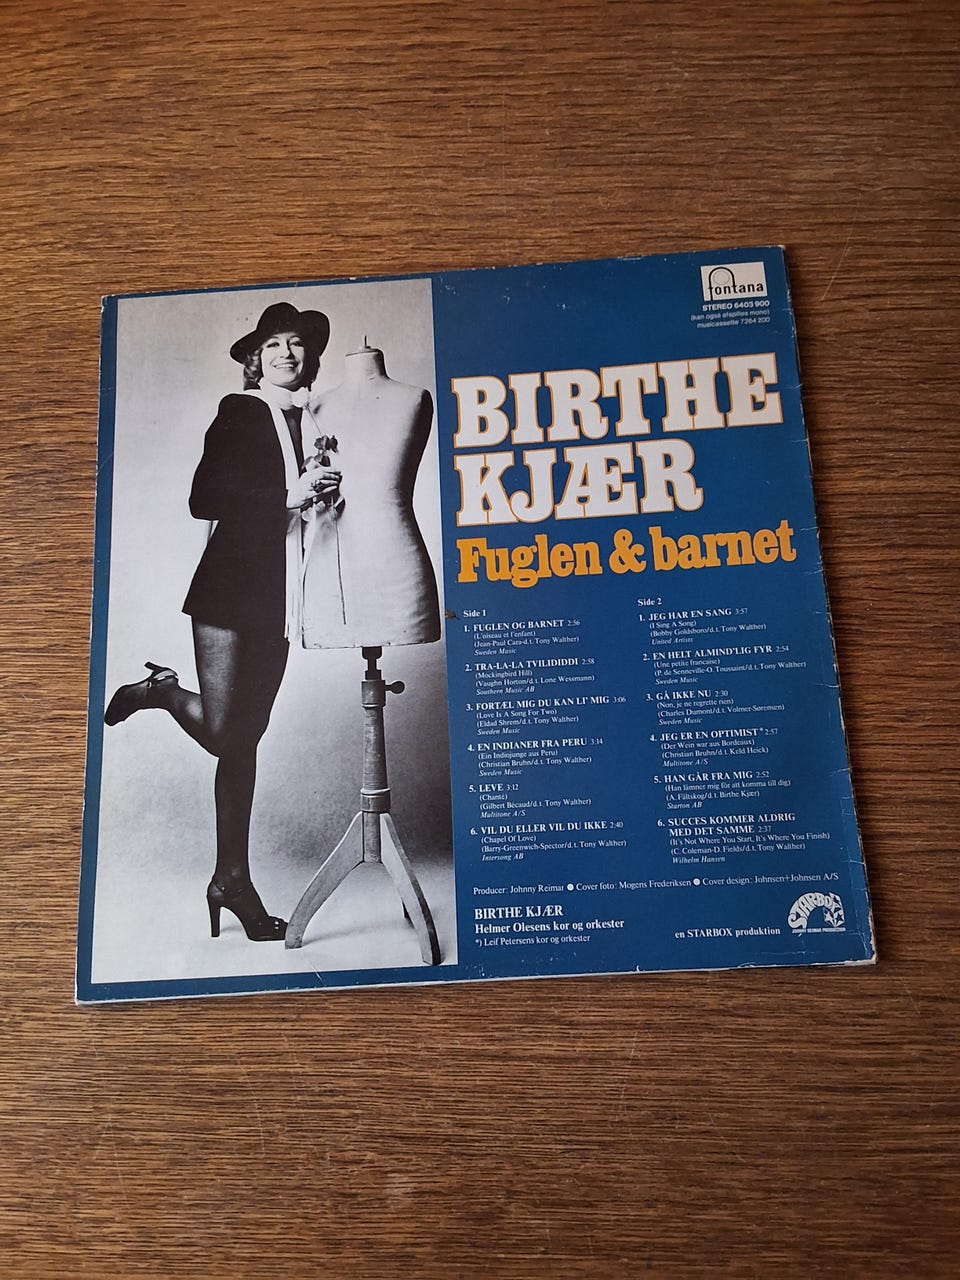 fontana
STEREO 6403 900
(kan også afspilles mono)
musicassette 7264 200
BIRTHE
KJÆR
Fuglen & barnet
Side 1
1. FUGLEN OG BARNET 2:56
(L'oiseau et l'enfant)
(Jean-Paul Cara-d.t. Tony Walther)
Sweden Music
2. TRA-LA-LA TVILIDIDDI 2:58
(Mockingbird Hill)
(Vaughn Horton/d.t. Lone Wessmann)
Southern Music AB
3. FORTÆL MIG DU KAN LI' MIG 3:06
(Love Is A Song For Two)
(Eldad Shrem/d.t. Tony Walther)
Sweden Music
4. EN INDIANER FRA PERU 3:14
(Ein Indiojunge aus Peru)
(Christian Bruhn/d.t. Tony Walther)
Sweden Music
5. LEVE 3:12
(Chanté)
(Gilbert Bécaud/d.t. Tony Walther)
Multitone A/S
6. VIL DU ELLER VIL DU IKKE 2:40
(Chapel Of Love)
(Barry-Greenwich-Spector/d.t. Tony Walther)
Intersong AB
Side 2
1. JEG HAR EN SANG 3:57
(I Sing A Song)
(Bobby Goldsboro/d.t. Tony Walther)
United Artists
2. EN HELT ALMIND'LIG FYR 2:54
(Une petite francaise)
(P. de Senneville-O. Toussaint/d.t. Tony Walther)
Sweden Music
3. GÅ IKKE NU 2:30
(Non, je ne regrette rien)
(Charles Dumont/d.t. Volmer-Sørensen)
Sweden Music
4. JEG ER EN OPTIMIST* 2:57
(Der Wein war aus Bordeaux)
(Christian Bruhn/d.t. Keld Heick)
Multitone A/S
5. HAN GÅR FRA MIG 2:52
(Han lämner mig för att komma till dig)
(A. Fältskog/d.t. Birthe Kjær)
Starton AB
6. SUCCES KOMMER ALDRIG
MED DET SAMME 2:37
(It's Not Where You Start, It's Where You Finish)
(C. Coleman-D. Fields/d.t. Tony Walther)
Wilhelm Hansen
Producer: Johnny Reimar ● Cover foto: Mogens Frederiksen ● Cover design: Johnsen+Johnsen A/S
BIRTHE KJÆR
Helmer Olesens kor og orkester
*) Leif Petersens kor og orkester
en STARBOX produktion
STARBOX
JOHNNY REIMAR PRODUCTION